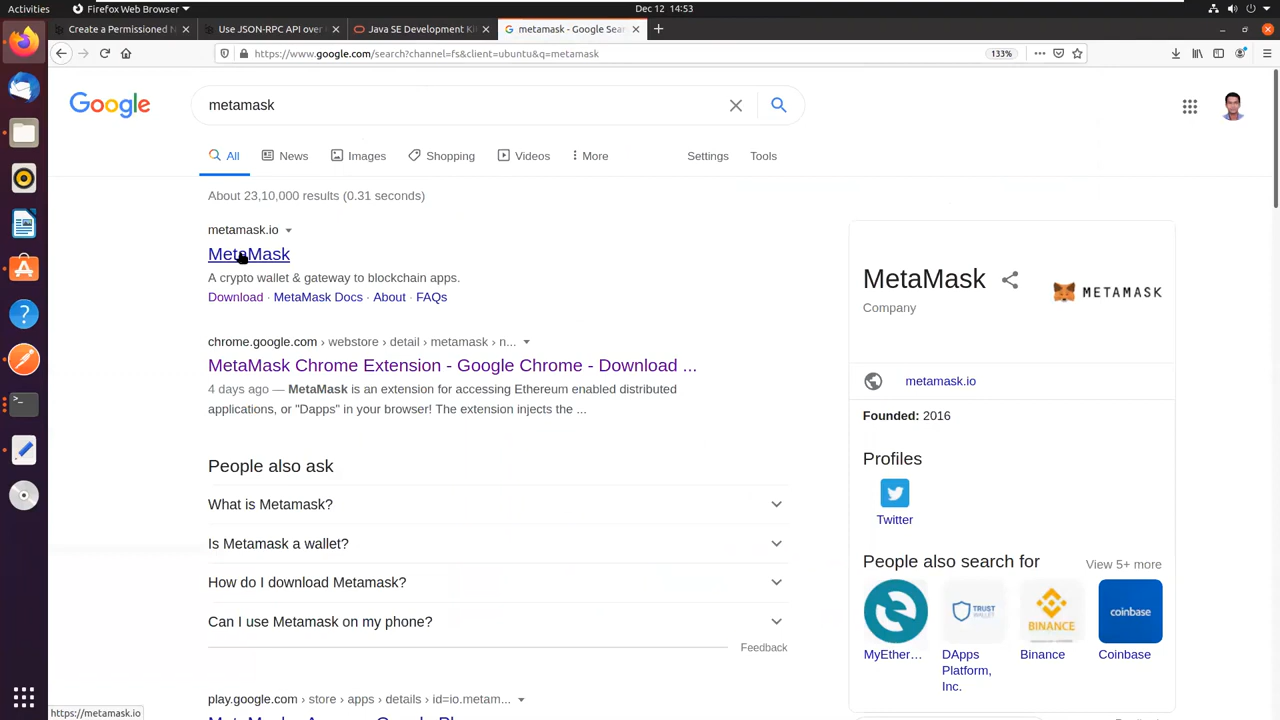 Activities
Firefox Web Browser
Dec 12 14:53
Create a Permissioned N
Use JSON-RPC API over
Java SE Development Ki
metamask - Google Sea
https://www.google.com/search?channel=fs&client=ubuntu&q=metamask
133%
Google
metamask
All
News
Images
Shopping
Videos
More
Settings
Tools
About 23,10,000 results (0.31 seconds)
metamask.io
MetaMask
A crypto wallet & gateway to blockchain apps.
Download · MetaMask Docs · About · FAQs
chrome.google.com › webstore › detail › metamask › n...
MetaMask Chrome Extension - Google Chrome - Download ...
4 days ago — MetaMask is an extension for accessing Ethereum enabled distributed
applications, or "Dapps" in your browser! The extension injects the ...
People also ask
What is Metamask?
Is Metamask a wallet?
How do I download Metamask?
Can I use Metamask on my phone?
Feedback
play.google.com › store › apps › details › id=io.metam...
MetaMask
Company
METAMASK
metamask.io
Founded: 2016
Profiles
Twitter
People also search for
View 5+ more
coinbase
TRUST
WALLET
BINANCE
MyEther...
DApps
Platform,
Inc.
Binance
Coinbase
https://metamask.io